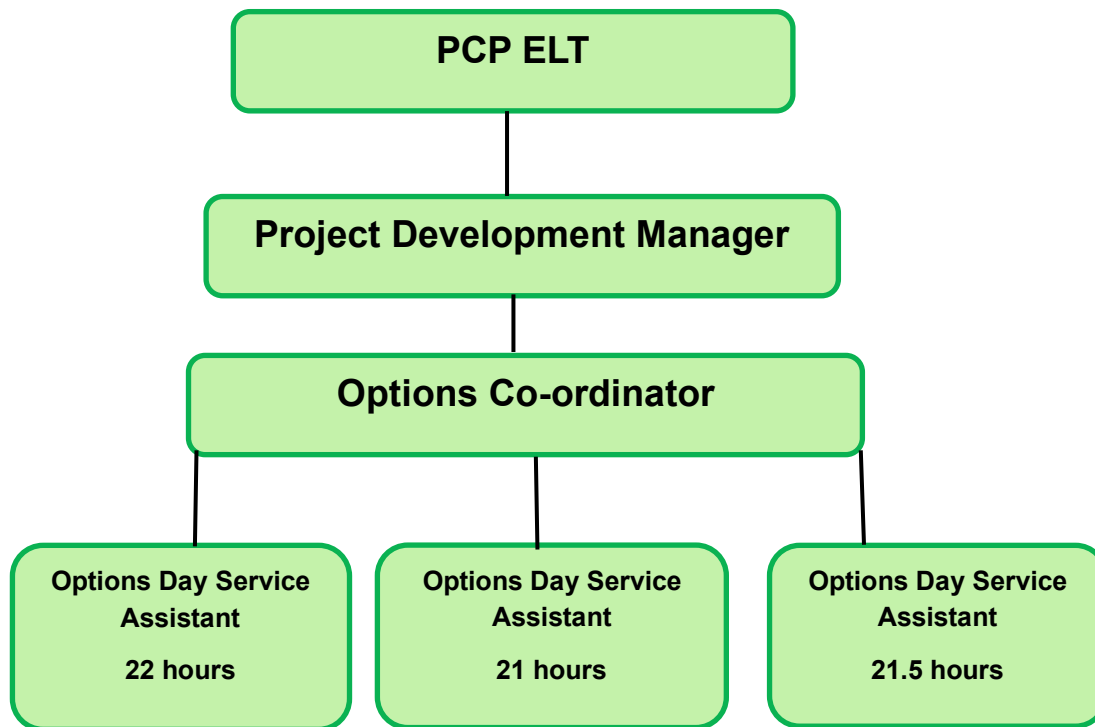 PCP ELT
Project Development Manager
Options Co-ordinator
Options Day Service
Assistant
22 hours
Options Day Service
Assistant
21 hours
Options Day Service
Assistant
21.5 hours